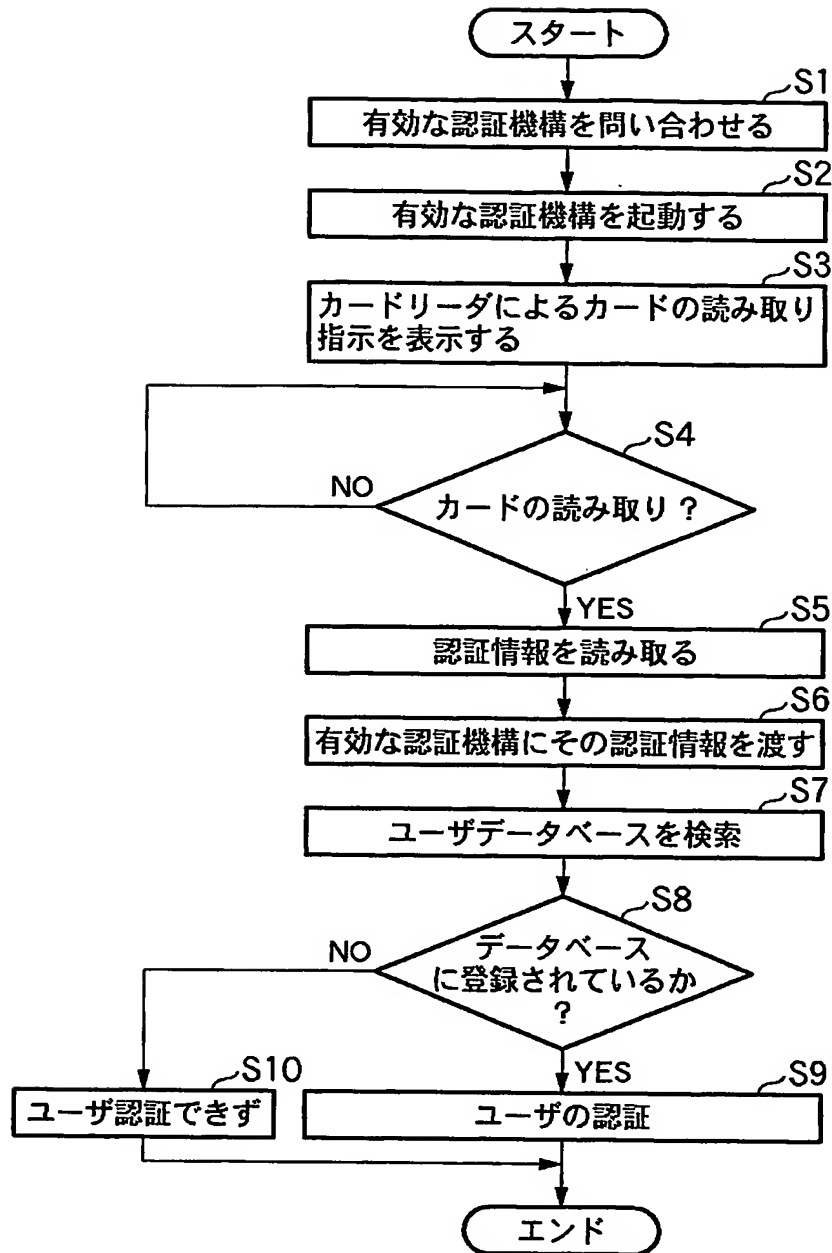 スタート
S1
有効な認証機構を問い合わせる
S2
有効な認証機構を起動する
S3
カードリーダによるカードの読み取り
指示を表示する
S4
NO
カードの読み取り?
YES
S5
認証情報を読み取る
S6
有効な認証機構にその認証情報を渡す
S7
ユーザデータベースを検索
S8
NO
データベース
に登録されているか
?
YES
S10
ユーザ認証できず
S9
ユーザの認証
エンド